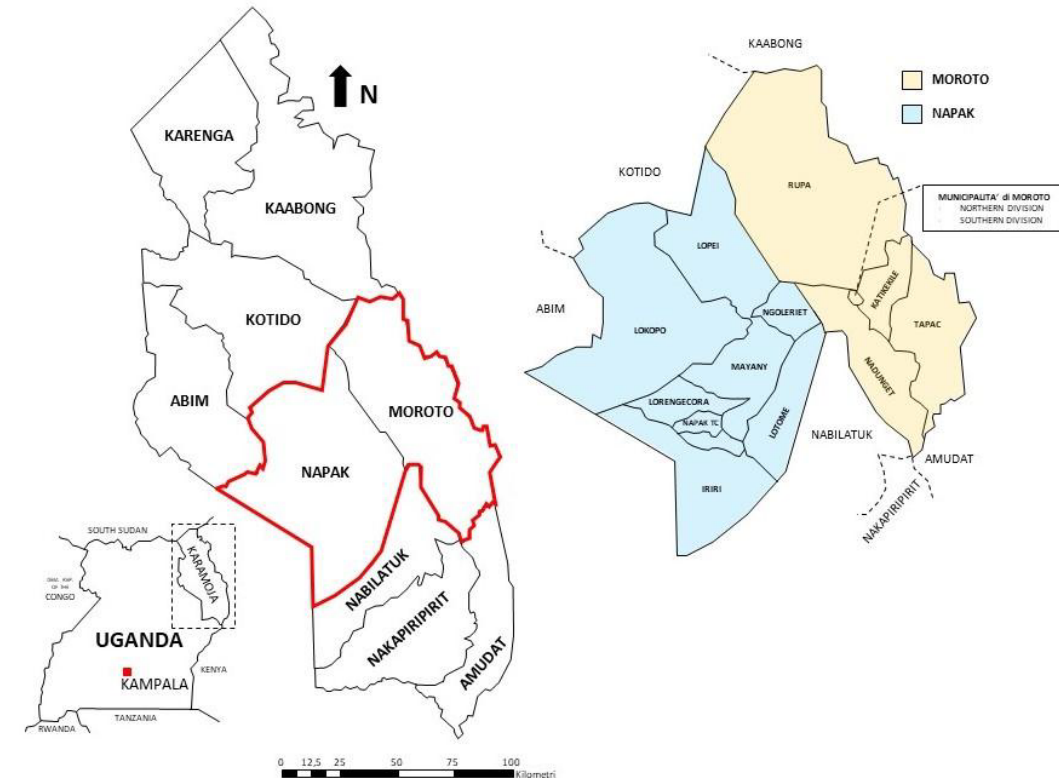 N
KARENGA
KAABONG
KOTIDO
ABIM
MOROTO
NAPAK
NABILATUK
NAKAPIRIPIRIT
AMUDAT
SOUTH SUDAN
KARAMOJA
OF THE
CONGO
UGANDA
KAMPALA
KENYA
TANZANIA
RWANDA
0 12,5 25 50 75 100
Kilometri
KAABONG
MOROTO
NAPAK
KOTIDO
RUPA
MUNICIPALITA' di MOROTO
NORTHERN DIVISION
SOUTHERN DIVISION
LOPEI
KATIKEKILE
ABIM
NGOLERIET
LOKOPO
TAPAC
MAYANY
NADUNGET
LORENGECORA
NAPAK TC
LOTOME
NABILATUK
AMUDAT
IRIRI
NAKAPIRIPIRIT